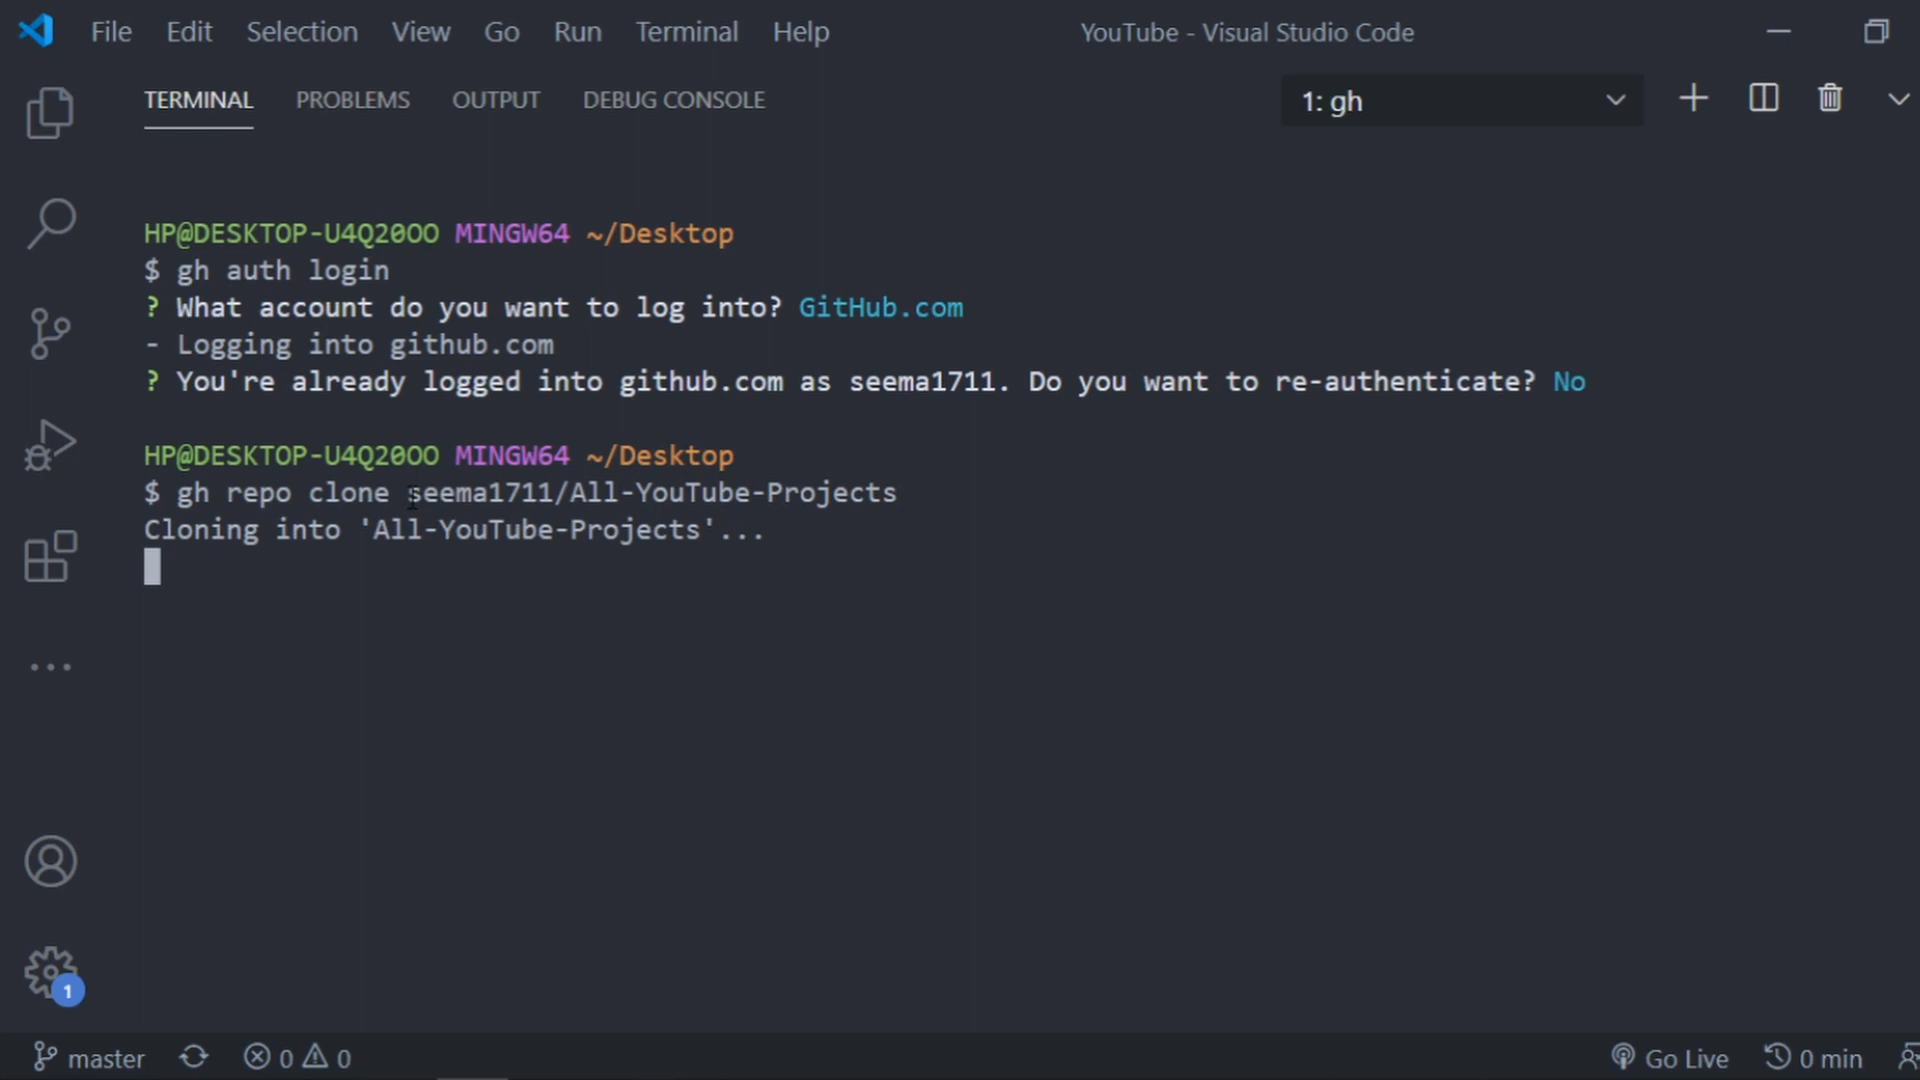 File Edit Selection View Go Run Terminal Help YouTube - Visual Studio Code
TERMINAL PROBLEMS OUTPUT DEBUG CONSOLE 1: gh
HP@DESKTOP-U4Q20OO MINGW64 ~/Desktop
$ gh auth login
? What account do you want to log into? GitHub.com
- Logging into github.com
? You're already logged into github.com as seema1711. Do you want to re-authenticate? No
HP@DESKTOP-U4Q20OO MINGW64 ~/Desktop
$ gh repo clone seema1711/All-YouTube-Projects
Cloning into 'All-YouTube-Projects'...
1
master 0 0 Go Live 0 min